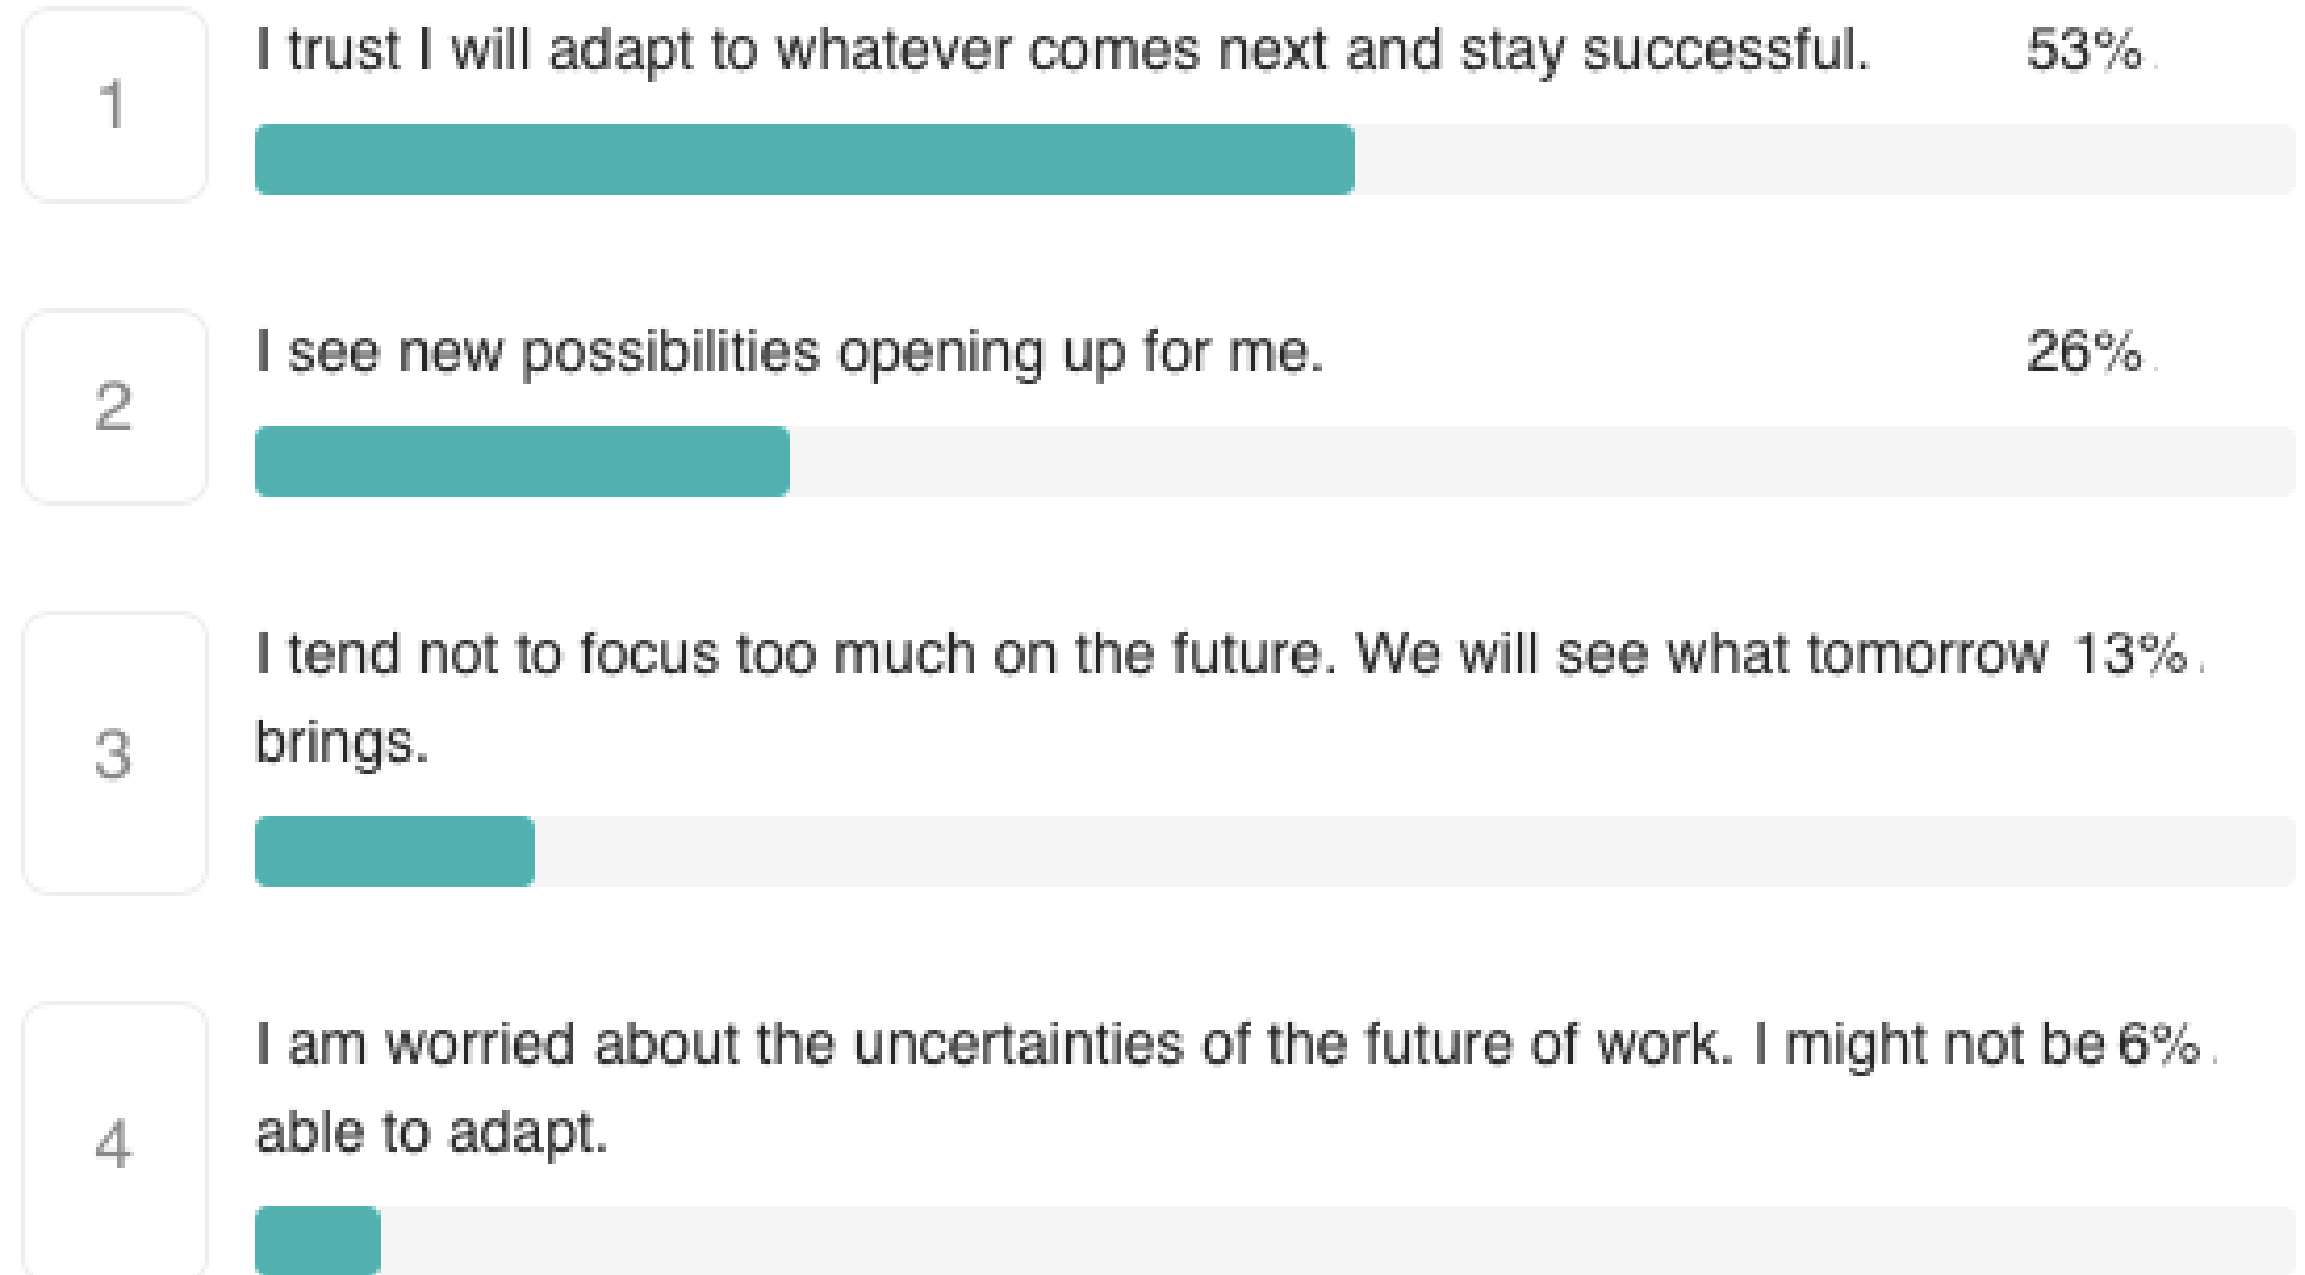 1
I trust I will adapt to whatever comes next and stay successful. 53%
2
I see new possibilities opening up for me. 26%
3
I tend not to focus too much on the future. We will see what tomorrow 13%
brings.
4
I am worried about the uncertainties of the future of work. I might not be 6%
able to adapt.